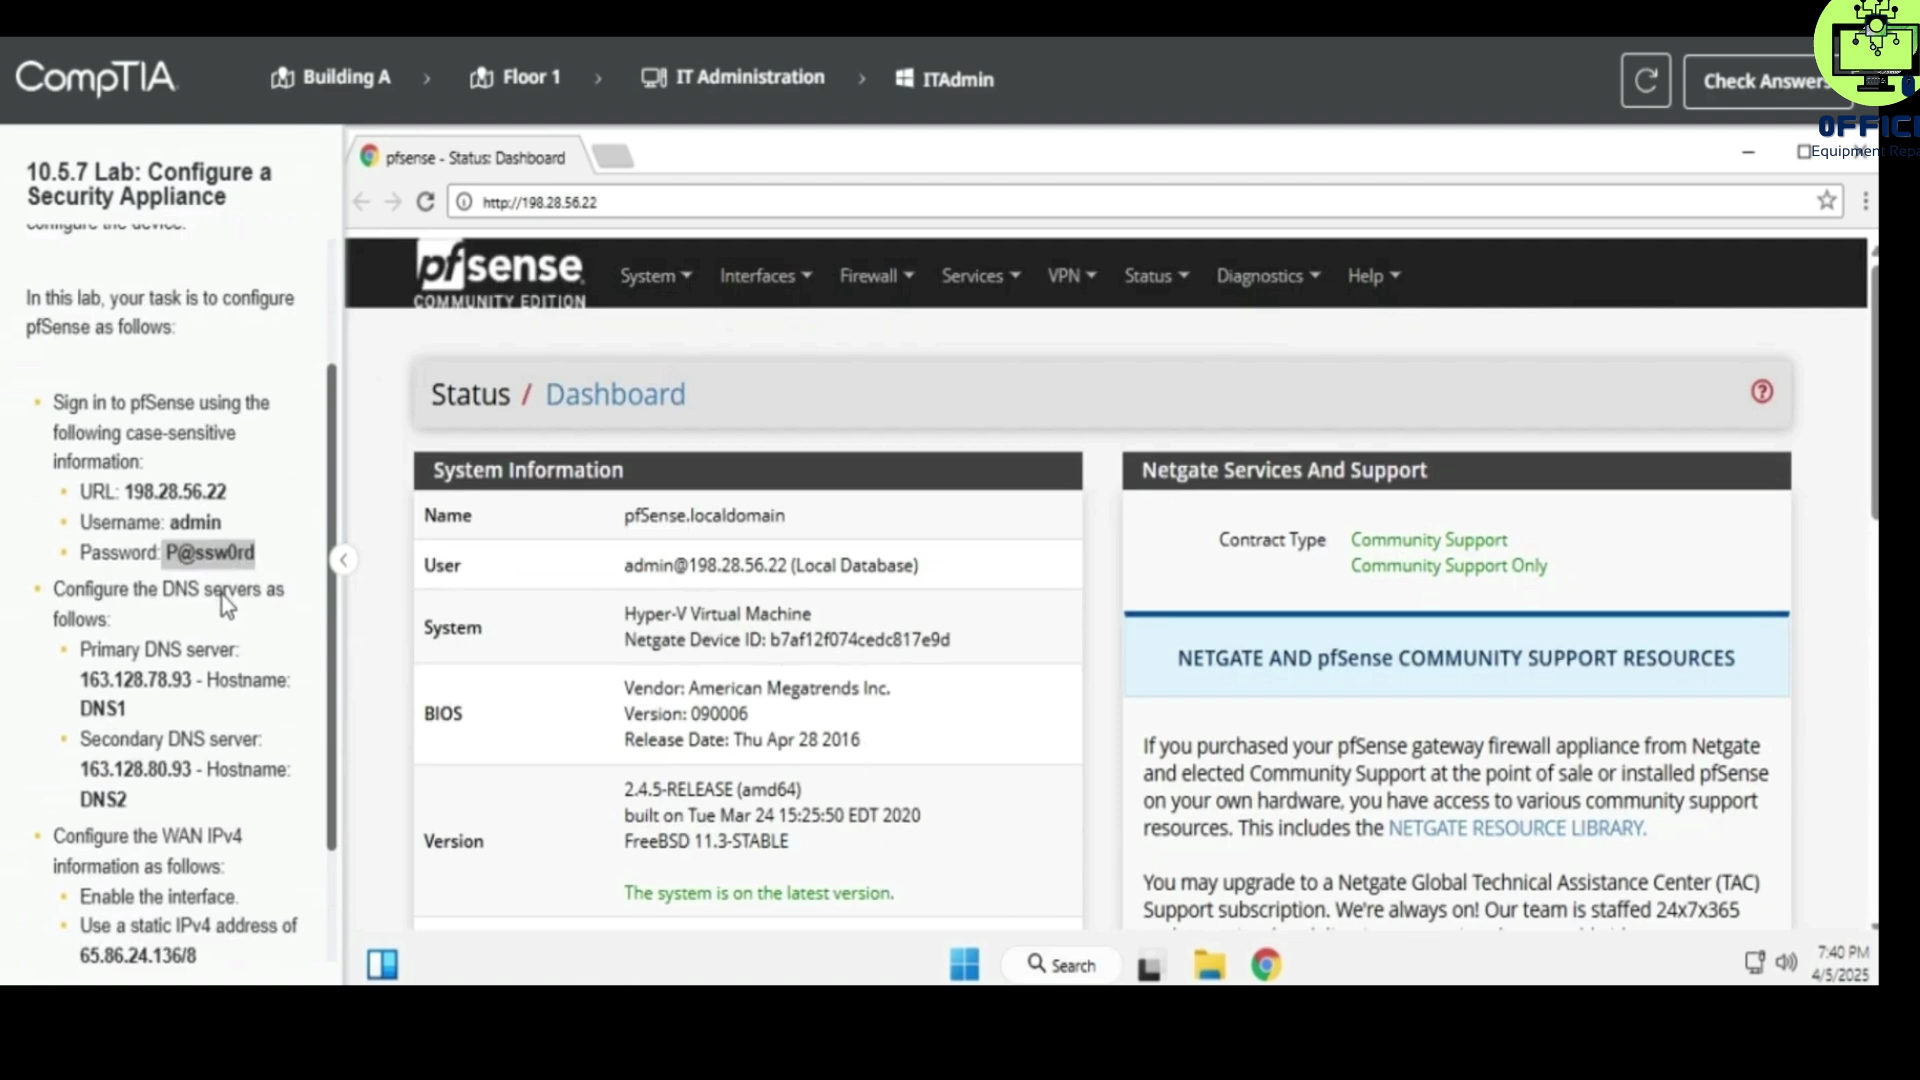 CompTIA.
Building A > Floor 1 > IT Administration > ITAdmin
Check Answers
OFFIC
Equipment Repa
10.5.7 Lab: Configure a
Security Appliance
configure the device.
In this lab, your task is to configure
pfSense as follows:
Sign in to pfSense using the
following case-sensitive
information:
URL: 198.28.56.22
Username: admin
Password: P@ssw0rd
Configure the DNS servers as
follows:
Primary DNS server:
163.128.78.93 - Hostname:
DNS1
Secondary DNS server:
163.128.80.93 - Hostname:
DNS2
Configure the WAN IPv4
information as follows:
Enable the interface.
Use a static IPv4 address of
65.86.24.136/8
pfsense - Status: Dashboard
http://198.28.56.22
pfsense
COMMUNITY EDITION
System Interfaces Firewall Services VPN Status Diagnostics Help
Status / Dashboard
System Information
Name pfSense.localdomain
User admin@198.28.56.22 (Local Database)
System Hyper-V Virtual Machine
Netgate Device ID: b7af12f074cedc817e9d
BIOS Vendor: American Megatrends Inc.
Version: 090006
Release Date: Thu Apr 28 2016
Version 2.4.5-RELEASE (amd64)
built on Tue Mar 24 15:25:50 EDT 2020
FreeBSD 11.3-STABLE
The system is on the latest version.
Netgate Services And Support
Contract Type Community Support
Community Support Only
NETGATE AND pfSense COMMUNITY SUPPORT RESOURCES
If you purchased your pfSense gateway firewall appliance from Netgate
and elected Community Support at the point of sale or installed pfSense
on your own hardware, you have access to various community support
resources. This includes the NETGATE RESOURCE LIBRARY.
You may upgrade to a Netgate Global Technical Assistance Center (TAC)
Support subscription. We're always on! Our team is staffed 24x7x365
Search
7:40 PM
4/5/2025